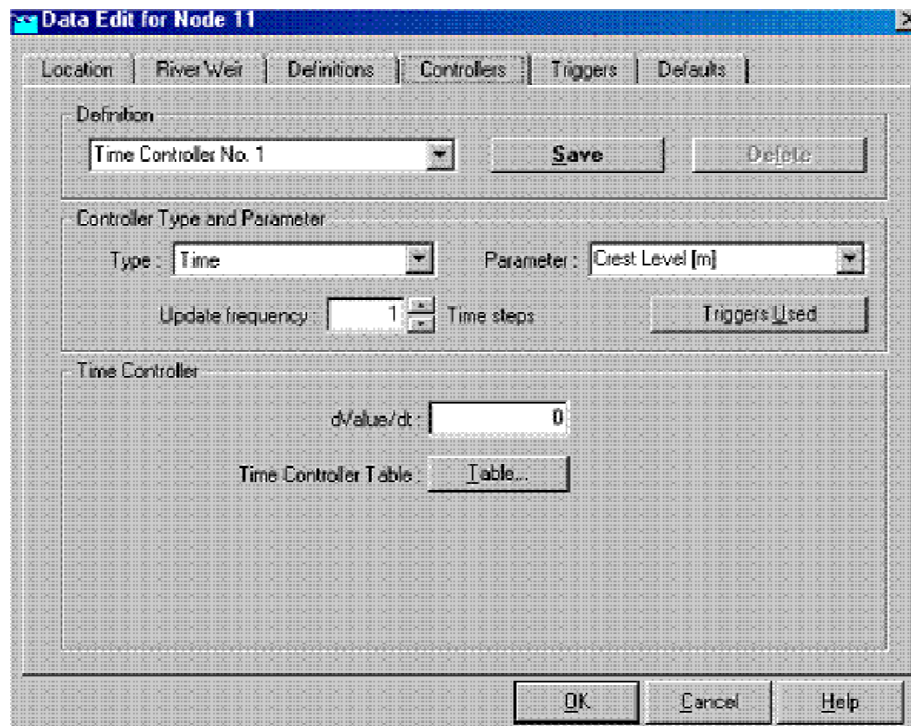 Data Edit for Node 11
Location River Weir Definitions Controllers Triggers Defaults
Definition
Time Controller No. 1 Save Delete
Controller Type and Parameter
Type : Time Parameter : Crest Level [m]
Update frequency : 1 Time steps Triggers Used
Time Controller
dValue/dt : 0
Time Controller Table : Table...
OK Cancel Help